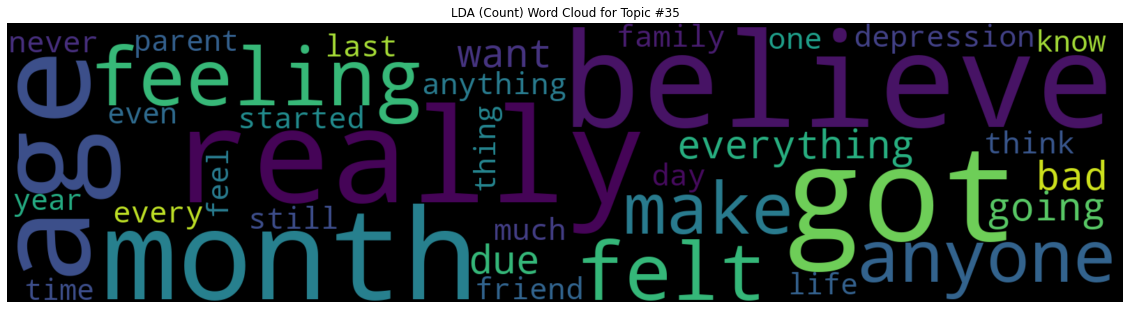 LDA (Count) Word Cloud for Topic #35
never
parent
last
want
family
one
depression
know
age
feeling
anything
believe
even
started
thing
really
everything
think
year
every
feel
still
day
make
got
bad
going
month
much
due
felt
anyone
time
friend
life